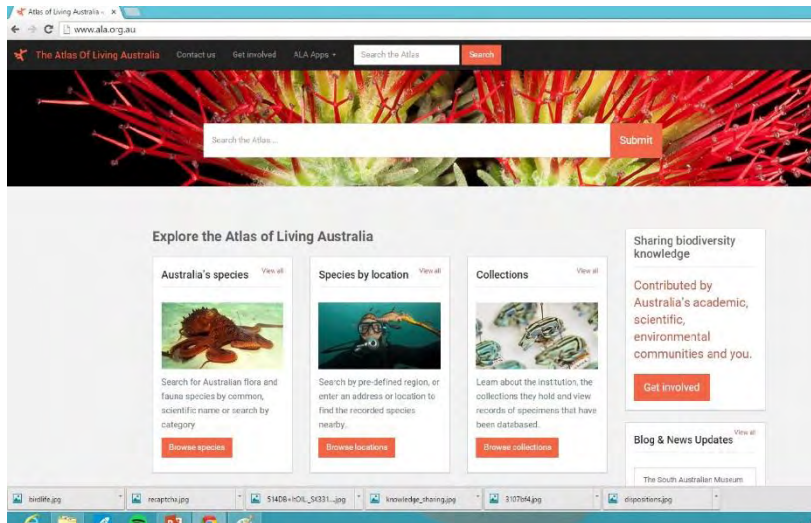 Atlas of Living Australia –
www.ala.org.au
The Atlas Of Living Australia Contact us Get involved ALA Apps Search the Atlas Search
Search the Atlas ... Submit
Explore the Atlas of Living Australia
Australia's species View all
Search for Australian flora and
fauna species by common,
scientific name or search by
category
Browse species
Species by location View all
Search by pre-defined region, or
enter an address or location to
find the recorded species
nearby.
Browse locations
Collections View all
Learn about the institution, the
collections they hold and view
records of specimens that have
been databased.
Browse collections
Sharing biodiversity
knowledge
Contributed by
Australia's academic,
scientific,
environmental
communities and you.
Get involved
View all
Blog & News Updates
The South Australian Museum
birdlife.jpg recaptcha.jpg knowledge_sharing.jpg 3107bf4.jpg dispositions.jpg